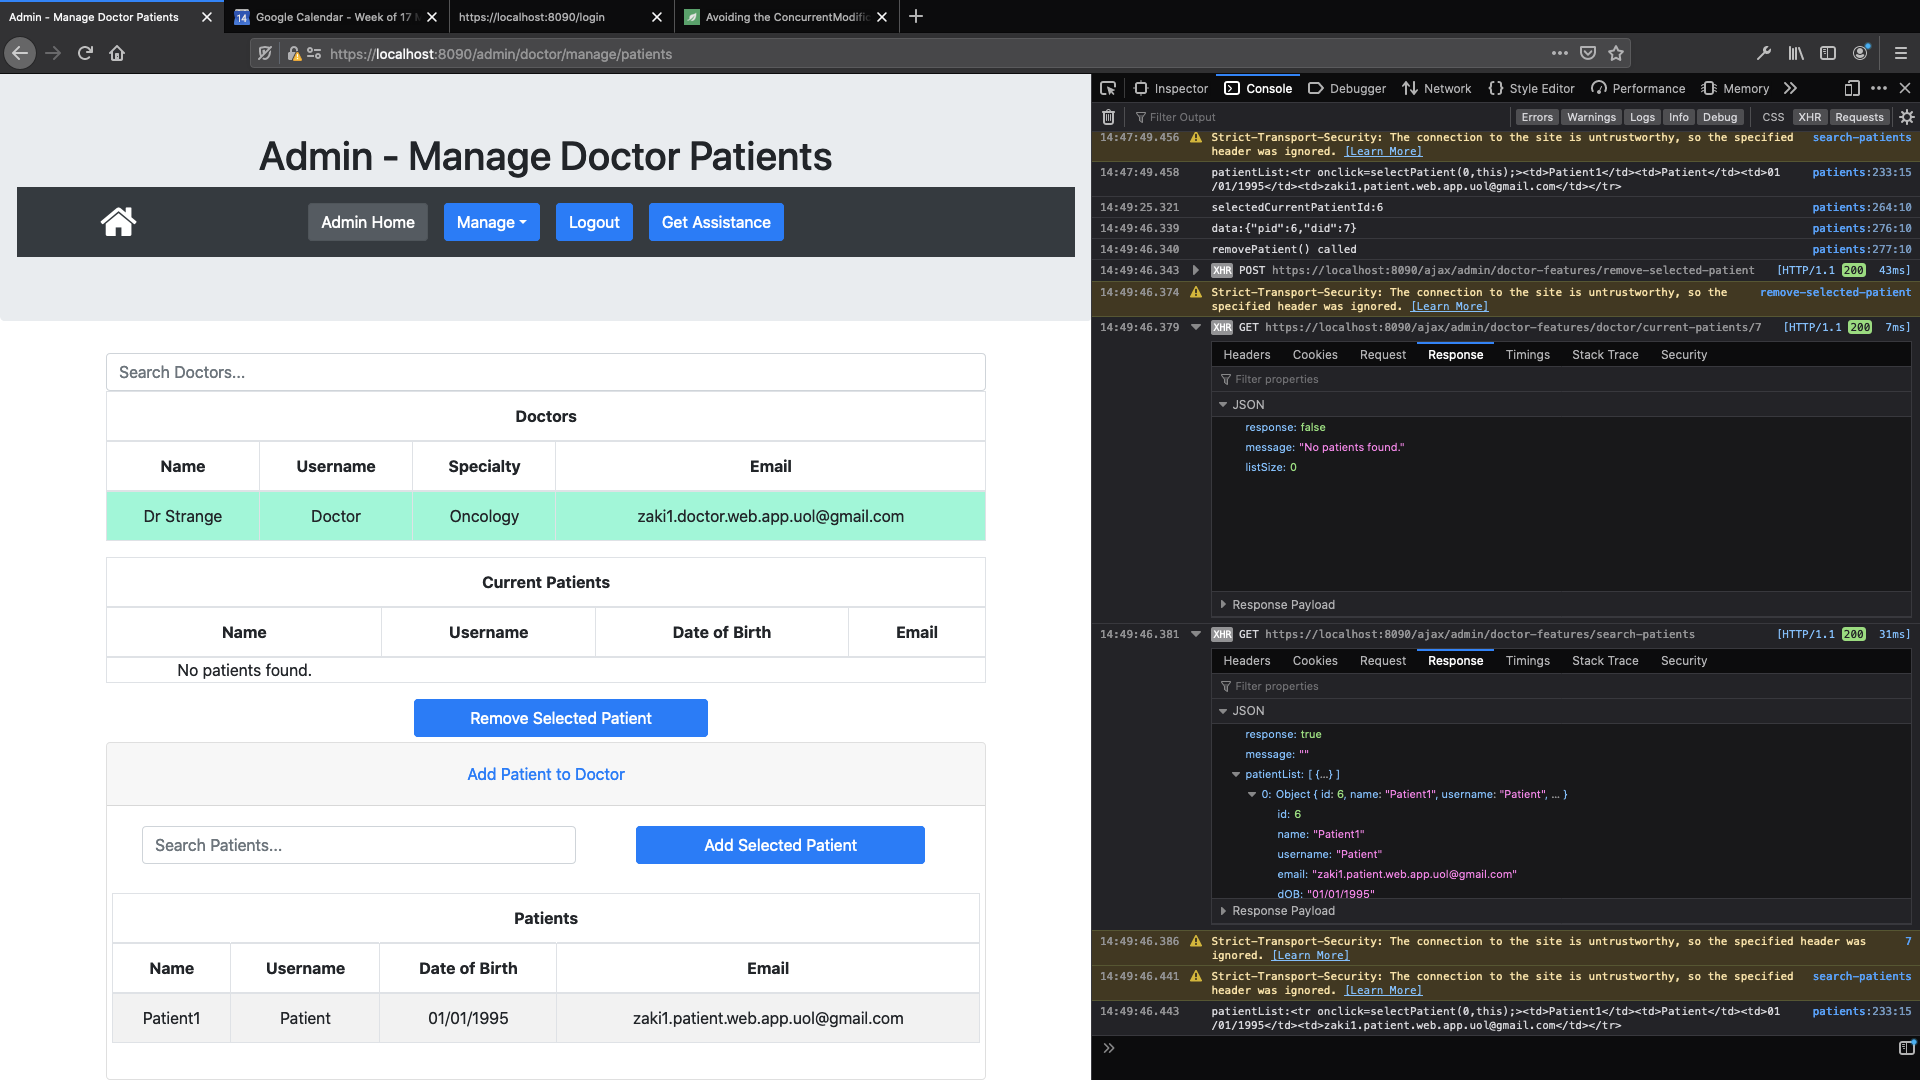 Admin - Manage Doctor Patients
Google Calendar - Week of 17 M
https://localhost:8090/login
Avoiding the ConcurrentModific
https://localhost:8090/admin/doctor/manage/patients
Admin - Manage Doctor Patients
Admin Home
Manage
Logout
Get Assistance
Search Doctors...
Doctors
Name Username Specialty Email
Dr Strange Doctor Oncology zaki1.doctor.web.app.uol@gmail.com
Current Patients
Name Username Date of Birth Email
No patients found.
Remove Selected Patient
Add Patient to Doctor
Search Patients...
Add Selected Patient
Patients
Name Username Date of Birth Email
Patient1 Patient 01/01/1995 zaki1.patient.web.app.uol@gmail.com
Inspector Console Debugger Network Style Editor Performance Memory
Filter Output Errors Warnings Logs Info Debug CSS XHR Requests
14:47:49.456 Strict-Transport-Security: The connection to the site is untrustworthy, so the specified search-patients
header was ignored. [Learn More]
14:47:49.458 patientList:<tr onclick=selectPatient(0,this);><td>Patient1</td><td>Patient</td><td>01 patients:233:15
/01/1995</td><td>zaki1.patient.web.app.uol@gmail.com</td></tr>
14:49:25.321 selectedCurrentPatientId:6 patients:264:10
14:49:46.339 data:{"pid":6,"did":7} patients:276:10
14:49:46.340 removePatient() called patients:277:10
14:49:46.343 XHR POST https://localhost:8090/ajax/admin/doctor-features/remove-selected-patient [HTTP/1.1 200 43ms]
14:49:46.374 Strict-Transport-Security: The connection to the site is untrustworthy, so the remove-selected-patient
specified header was ignored. [Learn More]
14:49:46.379 XHR GET https://localhost:8090/ajax/admin/doctor-features/doctor/current-patients/7 [HTTP/1.1 200 7ms]
Headers Cookies Request Response Timings Stack Trace Security
Filter properties
JSON
response: false
message: "No patients found."
listSize: 0
Response Payload
14:49:46.381 XHR GET https://localhost:8090/ajax/admin/doctor-features/search-patients [HTTP/1.1 200 31ms]
Headers Cookies Request Response Timings Stack Trace Security
Filter properties
JSON
response: true
message: ""
patientList: [ {…} ]
0: Object { id: 6, name: "Patient1", username: "Patient", … }
id: 6
name: "Patient1"
username: "Patient"
email: "zaki1.patient.web.app.uol@gmail.com"
dOB: "01/01/1995"
Response Payload
14:49:46.386 Strict-Transport-Security: The connection to the site is untrustworthy, so the specified header was 7
ignored. [Learn More]
14:49:46.441 Strict-Transport-Security: The connection to the site is untrustworthy, so the specified search-patients
header was ignored. [Learn More]
14:49:46.443 patientList:<tr onclick=selectPatient(0,this);><td>Patient1</td><td>Patient</td><td>01 patients:233:15
/01/1995</td><td>zaki1.patient.web.app.uol@gmail.com</td></tr>